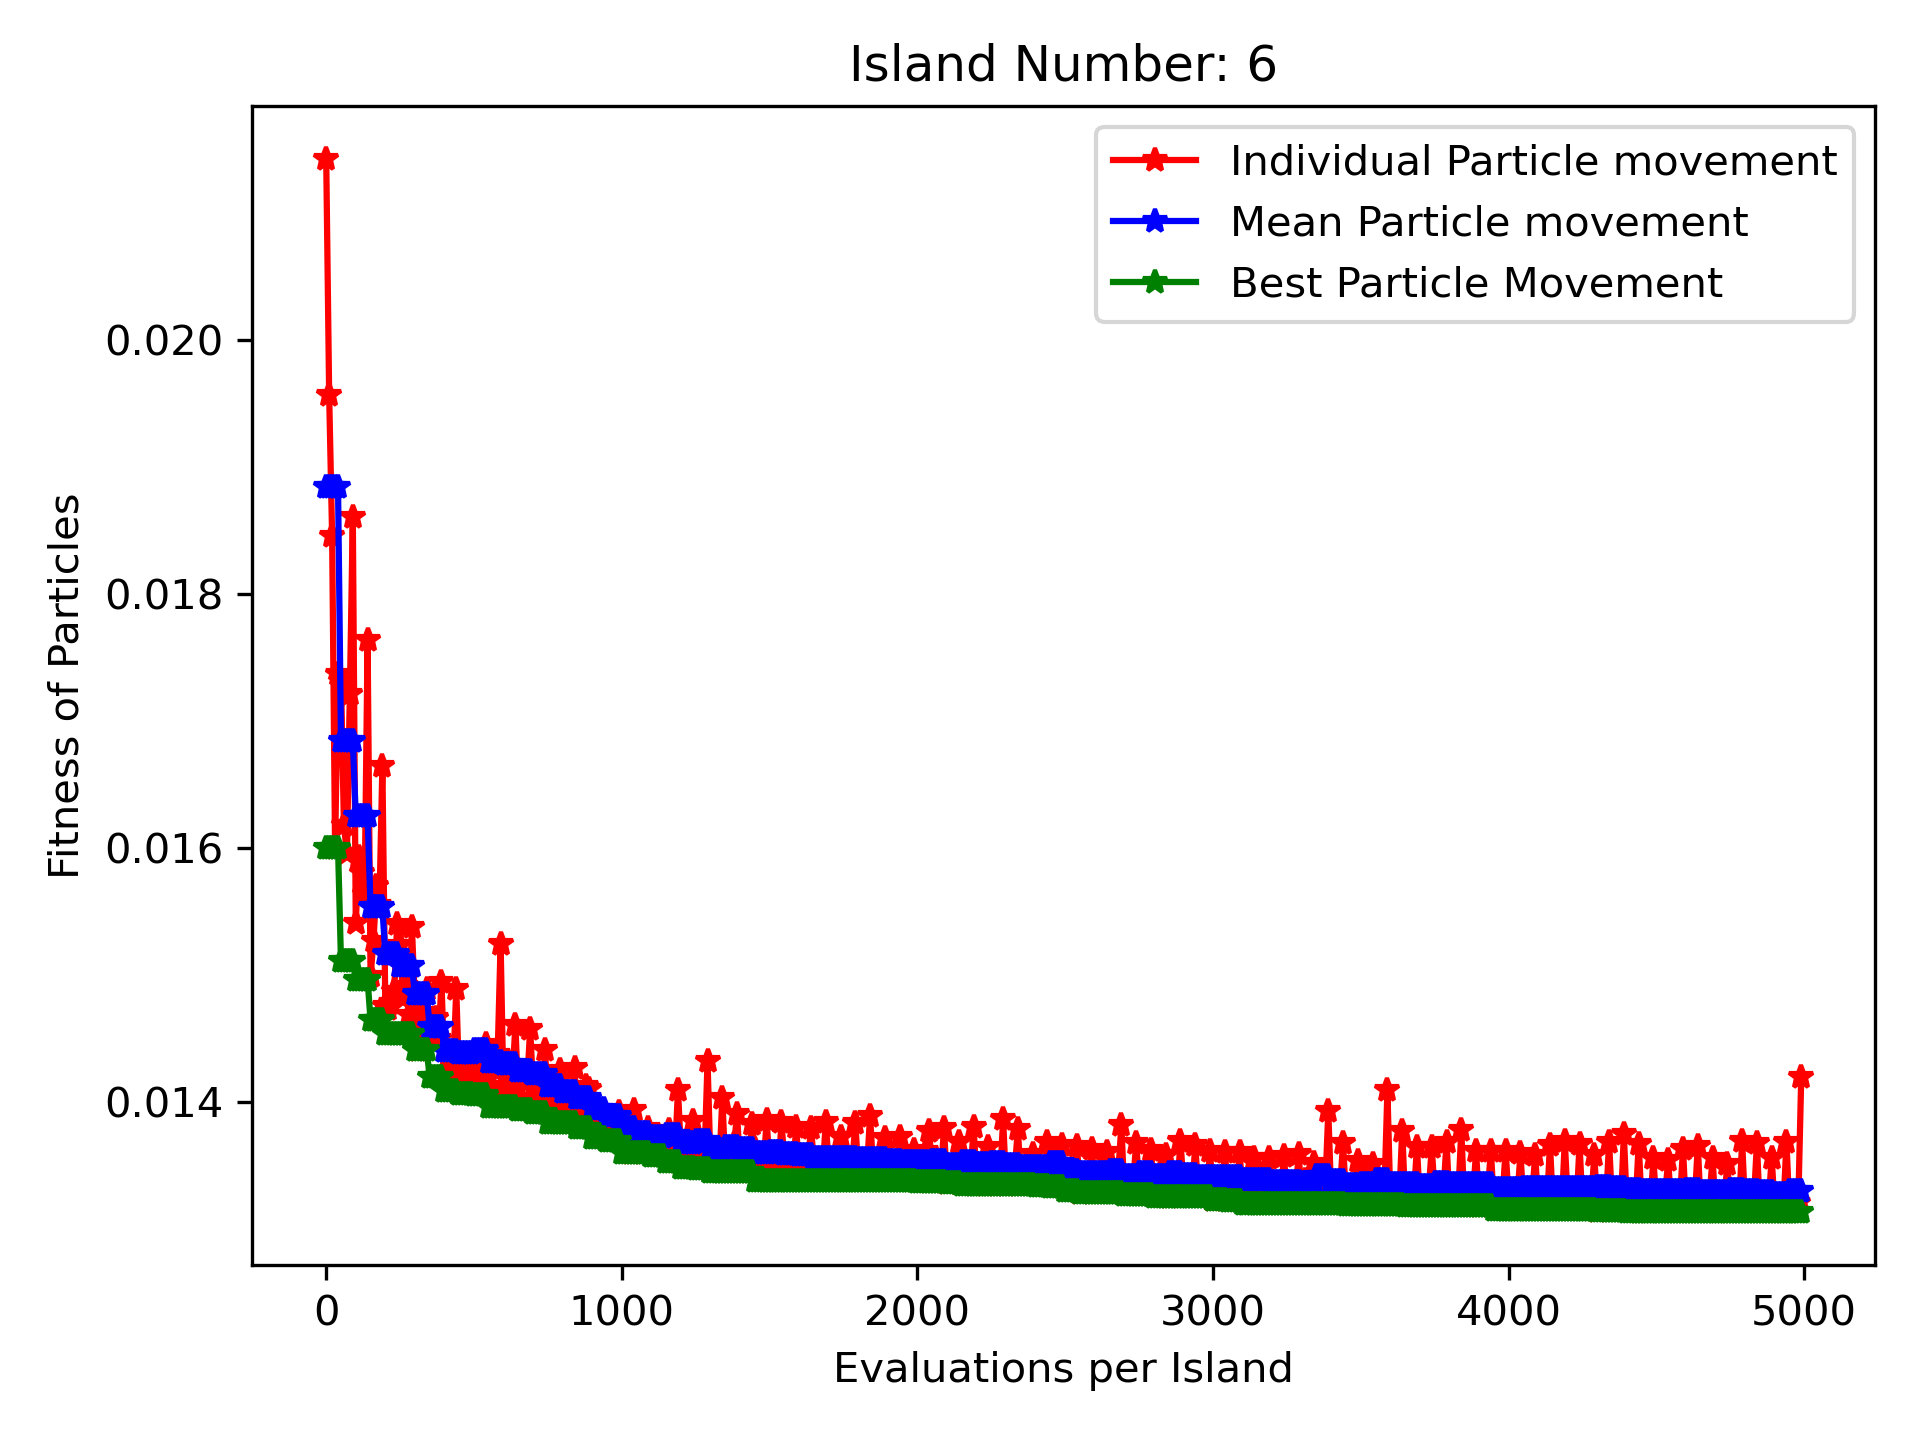 Island Number: 6
Individual Particle movement
Mean Particle movement
Best Particle Movement
Fitness of Particles
0.020
0.018
0.016
0.014
0
1000
2000
3000
4000
5000
Evaluations per Island